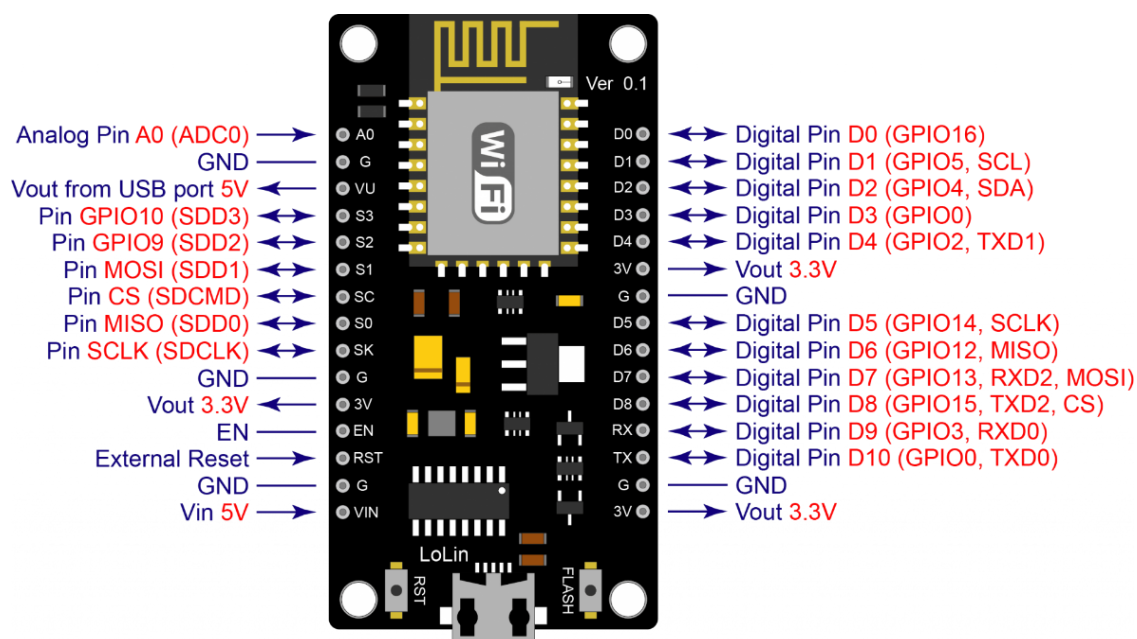 Analog Pin A0 (ADC0)
GND
Vout from USB port 5V
Pin GPIO10 (SDD3)
Pin GPIO9 (SDD2)
Pin MOSI (SDD1)
Pin CS (SDCMD)
Pin MISO (SDD0)
Pin SCLK (SDCLK)
GND
Vout 3.3V
EN
External Reset
GND
Vin 5V
A0
G
VU
S3
S2
S1
SC
S0
SK
G
3V
EN
RST
G
VIN
Ver 0.1
WiFi
LoLin
RST
FLASH
D0
D1
D2
D3
D4
3V
G
D5
D6
D7
D8
RX
TX
G
3V
Digital Pin D0 (GPIO16)
Digital Pin D1 (GPIO5, SCL)
Digital Pin D2 (GPIO4, SDA)
Digital Pin D3 (GPIO0)
Digital Pin D4 (GPIO2, TXD1)
Vout 3.3V
GND
Digital Pin D5 (GPIO14, SCLK)
Digital Pin D6 (GPIO12, MISO)
Digital Pin D7 (GPIO13, RXD2, MOSI)
Digital Pin D8 (GPIO15, TXD2, CS)
Digital Pin D9 (GPIO3, RXD0)
Digital Pin D10 (GPIO0, TXD0)
GND
Vout 3.3V